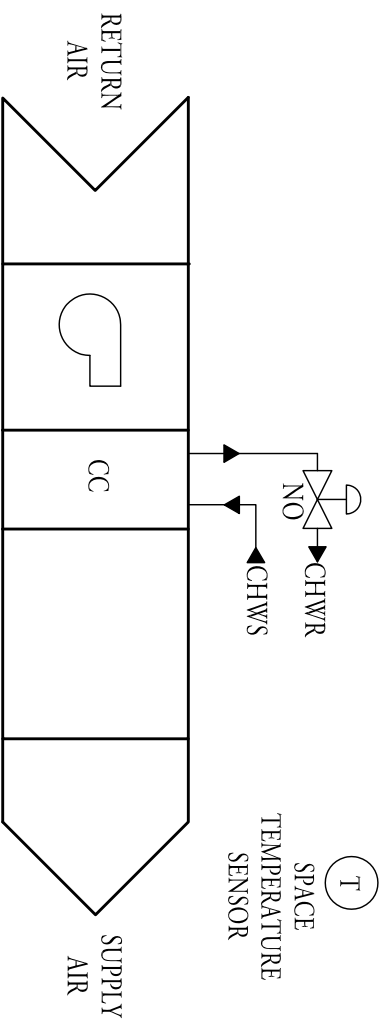 RETURN
AIR
CC
NO
CHWR
CHWS
T
SPACE
TEMPERATURE
SENSOR
SUPPLY
AIR